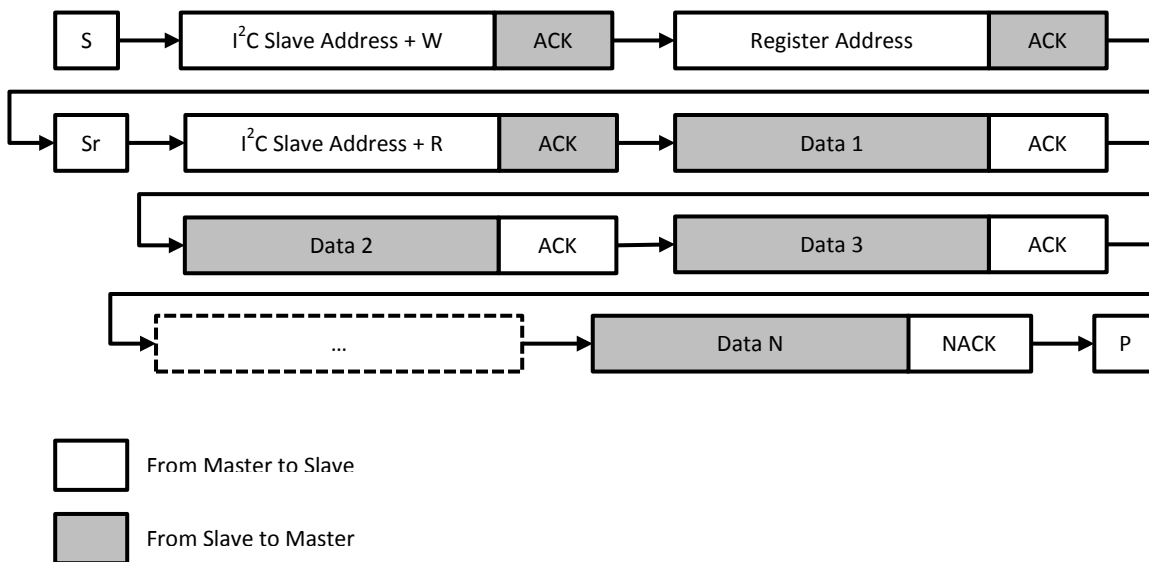 S I²C Slave Address + W ACK Register Address ACK
Sr I²C Slave Address + R ACK Data 1 ACK
Data 2 ACK Data 3 ACK
... Data N NACK P
From Master to Slave
From Slave to Master